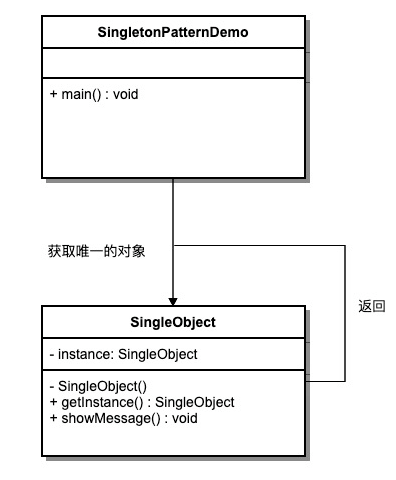 SingletonPatternDemo
+ main() : void
获取唯一的对象
返回
SingleObject
- instance: SingleObject
- SingleObject()
+ getInstance() : SingleObject
+ showMessage() : void